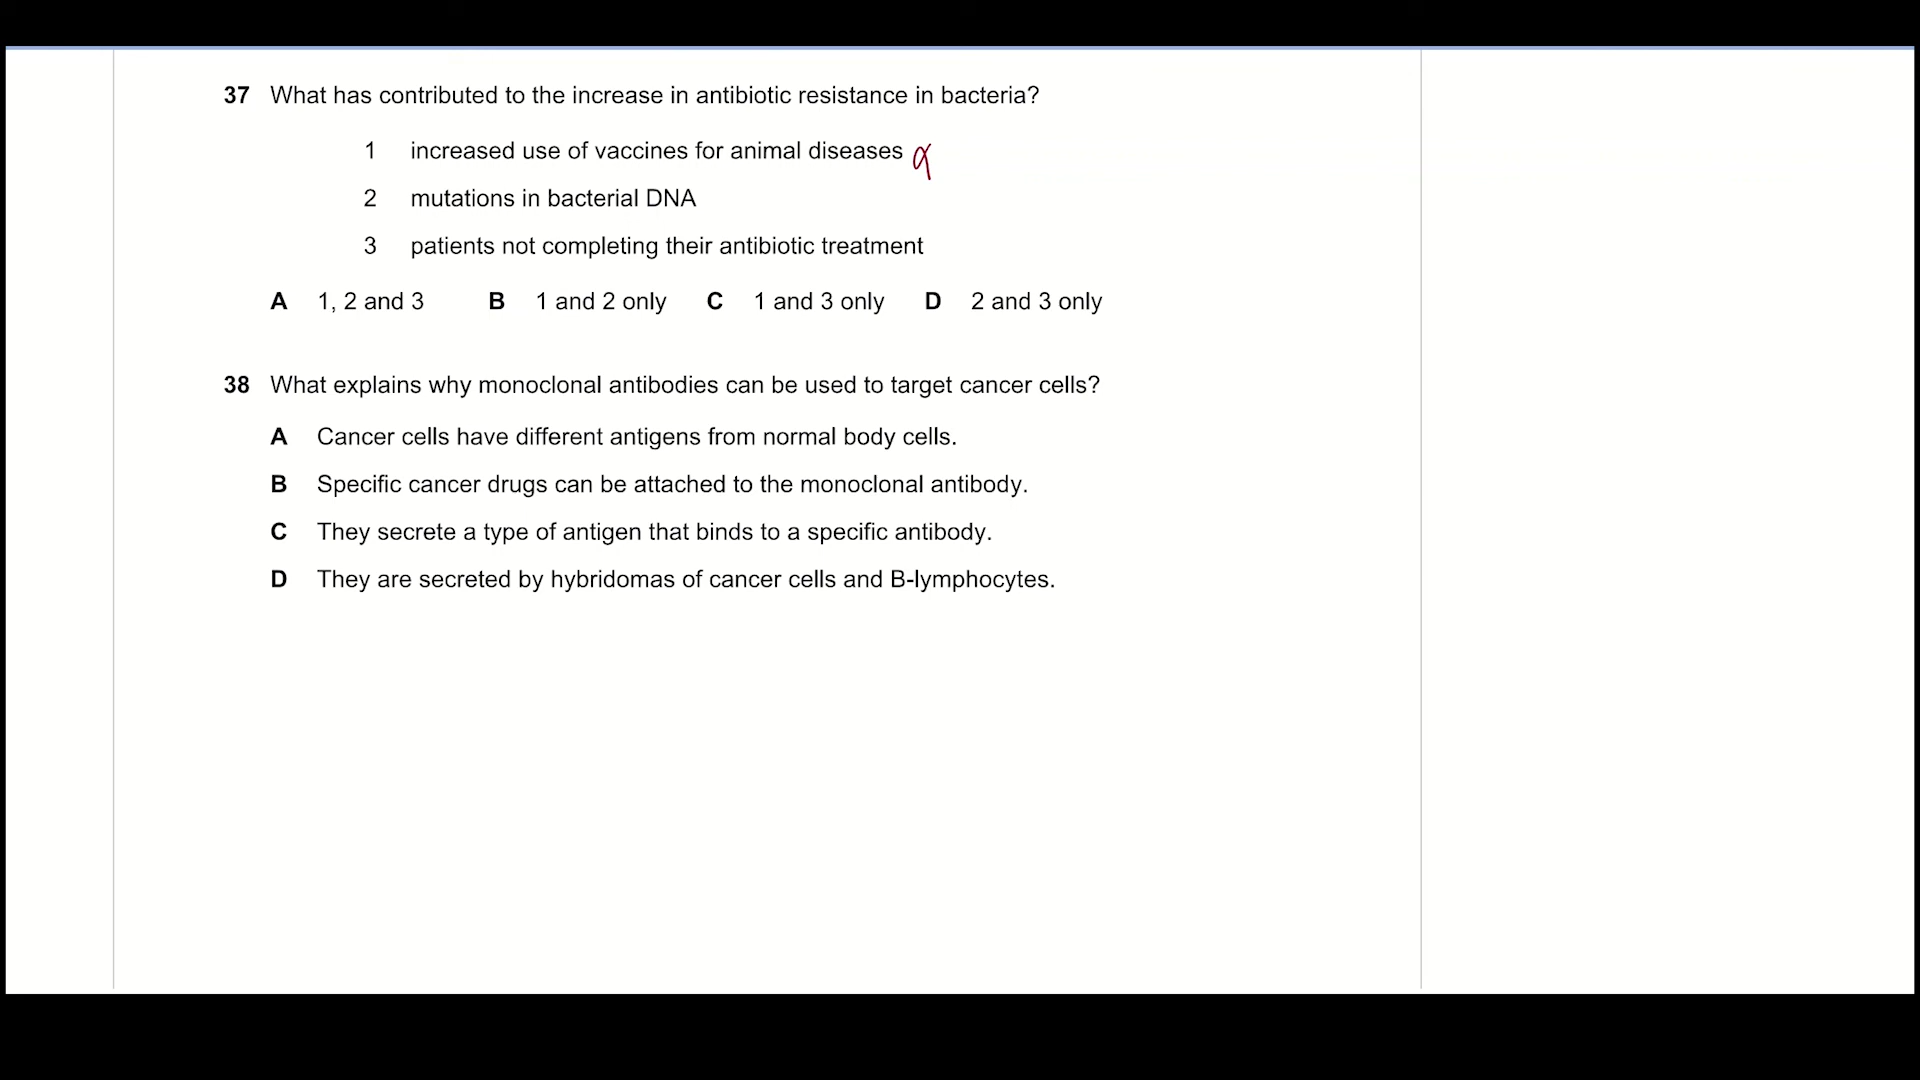 37 What has contributed to the increase in antibiotic resistance in bacteria?
1 increased use of vaccines for animal diseases
2 mutations in bacterial DNA
3 patients not completing their antibiotic treatment
A 1, 2 and 3 B 1 and 2 only C 1 and 3 only D 2 and 3 only
38 What explains why monoclonal antibodies can be used to target cancer cells?
A Cancer cells have different antigens from normal body cells.
B Specific cancer drugs can be attached to the monoclonal antibody.
C They secrete a type of antigen that binds to a specific antibody.
D They are secreted by hybridomas of cancer cells and B-lymphocytes.